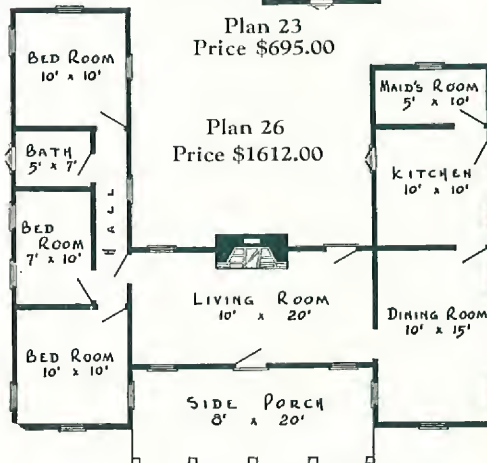 Plan 23
Price $695.00
BED ROOM
10' x 10'
MAID'S ROOM
5' x 10'
Plan 26
Price $1612.00
BATH
5' x 7'
KITCHEN
10' x 10'
HALL
BED
ROOM
7' x 10'
LIVING ROOM
10' x 20'
DINING ROOM
10' x 15'
BED ROOM
10' x 10'
SIDE PORCH
8' x 20'